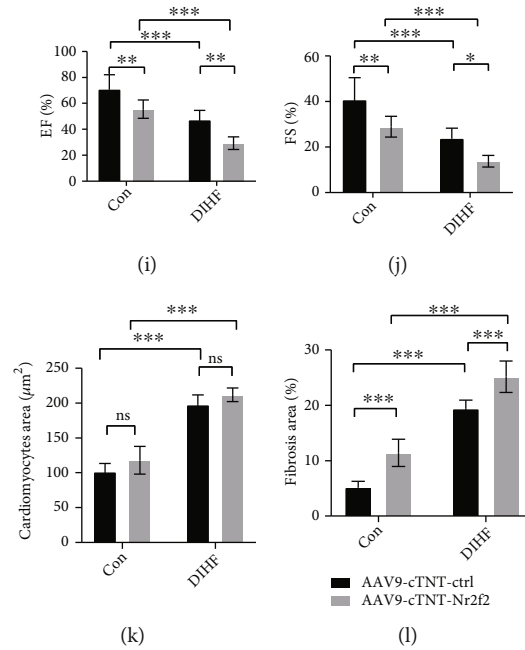 ***
***
**
**
100
80
60
40
20
0
EF (%)
Con
DIHF
(i)
***
***
**
*
60
40
20
0
FS (%)
Con
DIHF
(j)
***
***
ns
ns
250
200
150
100
50
0
Cardiomyocytes area (μm²)
Con
DIHF
(k)
***
***
***
***
30
20
10
0
Fibrosis area (%)
Con
DIHF
AAV9-cTNT-ctrl
AAV9-cTNT-Nr2f2
(l)